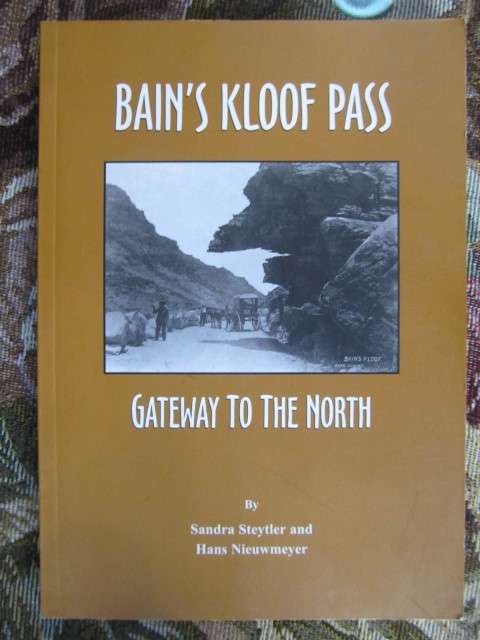 BAIN'S KLOOF PASS
BAIN'S KLOOF
GATEWAY TO THE NORTH
By
Sandra Steytler and
Hans Nieuwmeyer